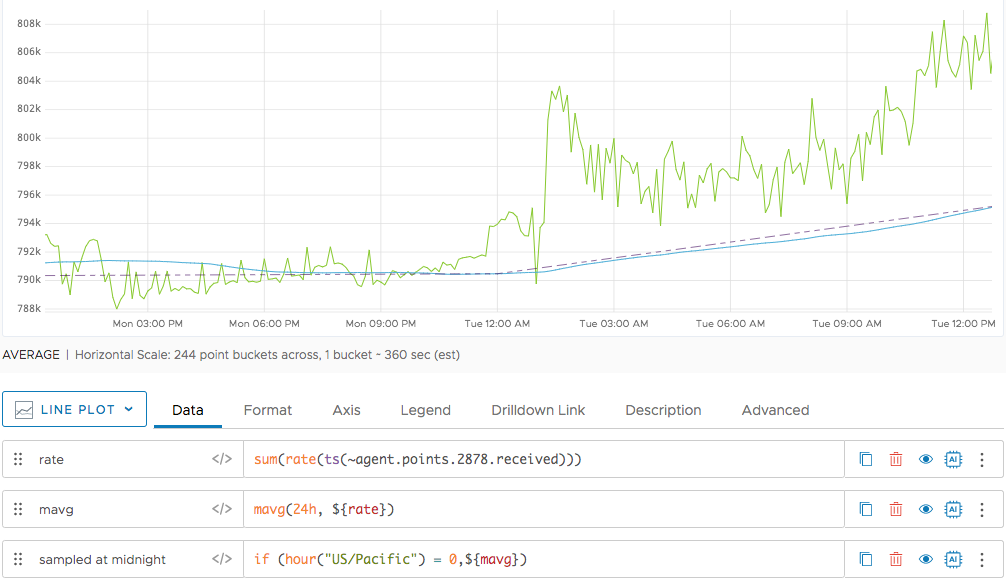 808k
806k
804k
802k
800k
798k
796k
794k
792k
790k
788k
Mon 03:00 PM Mon 06:00 PM Mon 09:00 PM Tue 12:00 AM Tue 03:00 AM Tue 06:00 AM Tue 09:00 AM Tue 12:00 PM
AVERAGE | Horizontal Scale: 244 point buckets across, 1 bucket ~ 360 sec (est)
LINE PLOT Data Format Axis Legend Drilldown Link Description Advanced
rate </> sum(rate(ts(~agent.points.2878.received))) AI
mavg </> mavg(24h, ${rate}) AI
sampled at midnight </> if (hour("US/Pacific") = 0,${mavg}) AI